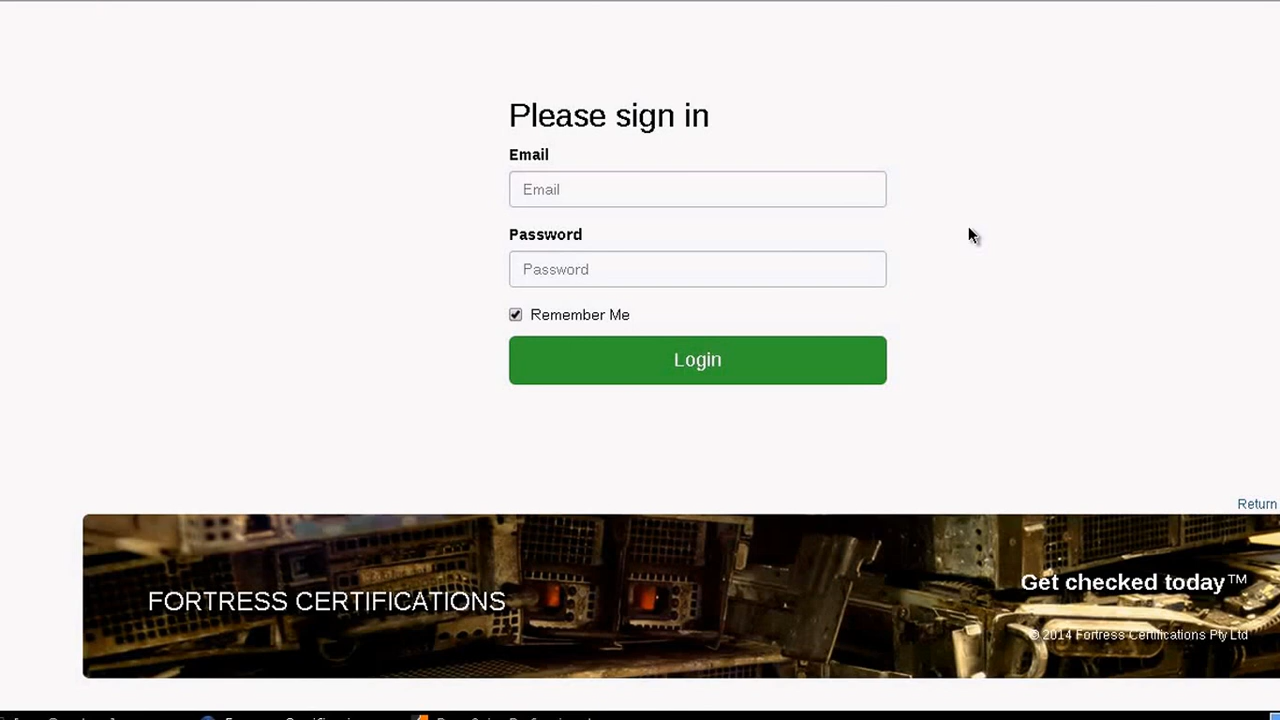 Please sign in
Email
Email
Password
Password
Remember Me
Login
Return
FORTRESS CERTIFICATIONS
Get checked today™
© 2014 Fortress Certifications Pty Ltd